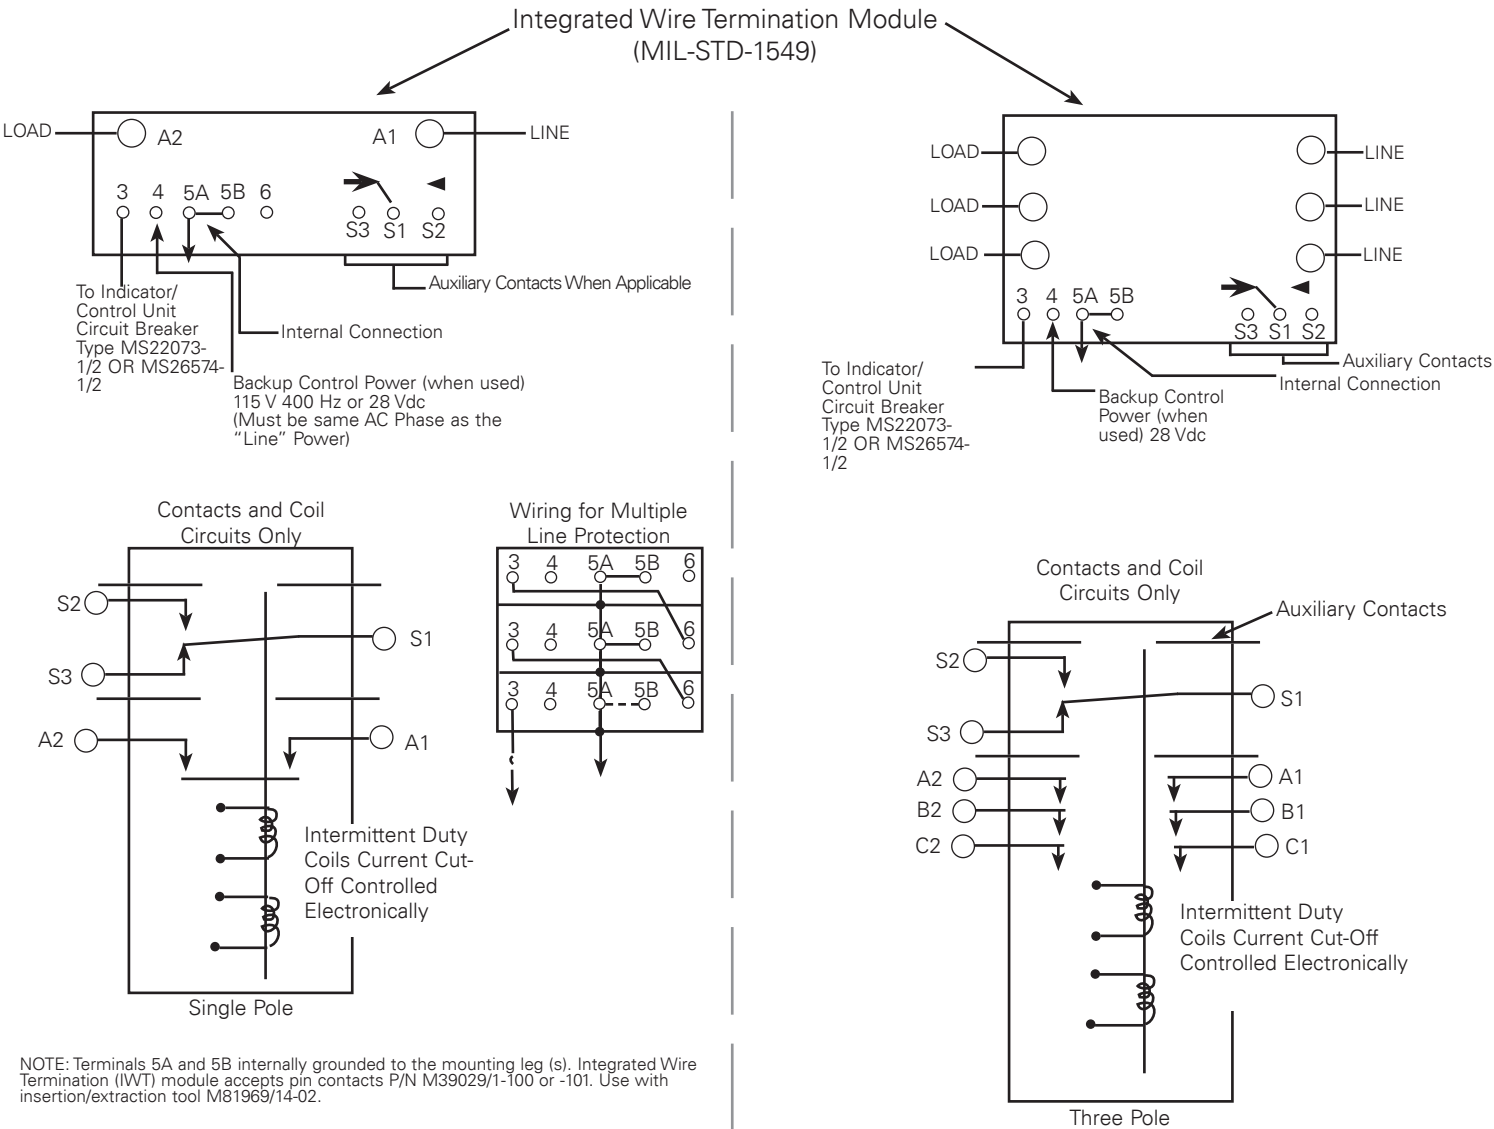 Integrated Wire Termination Module
(MIL-STD-1549)
LOAD
A2
A1
LINE
3 4 5A 5B 6
S3 S1 S2
To Indicator/
Control Unit
Circuit Breaker
Type MS22073-
1/2 OR MS26574-
1/2
Auxiliary Contacts When Applicable
Internal Connection
Backup Control Power (when used)
115 V 400 Hz or 28 Vdc
(Must be same AC Phase as the
“Line” Power)
LOAD
LINE
LOAD
LINE
LOAD
LINE
3 4 5A 5B
S3 S1 S2
To Indicator/
Control Unit
Circuit Breaker
Type MS22073-
1/2 OR MS26574-
1/2
Auxiliary Contacts
Internal Connection
Backup Control
Power (when
used) 28 Vdc
Contacts and Coil
Circuits Only
S2
S1
S3
A2
A1
Intermittent Duty
Coils Current Cut-
Off Controlled
Electronically
Single Pole
Wiring for Multiple
Line Protection
3 4 5A 5B 6
3 4 5A 5B 6
3 4 5A 5B 6
Contacts and Coil
Circuits Only
Auxiliary Contacts
S2
S1
S3
A2
A1
B2
B1
C2
C1
Intermittent Duty
Coils Current Cut-Off
Controlled Electronically
Three Pole
NOTE: Terminals 5A and 5B internally grounded to the mounting leg (s). Integrated Wire
Termination (IWT) module accepts pin contacts P/N M39029/1-100 or -101. Use with
insertion/extraction tool M81969/14-02.